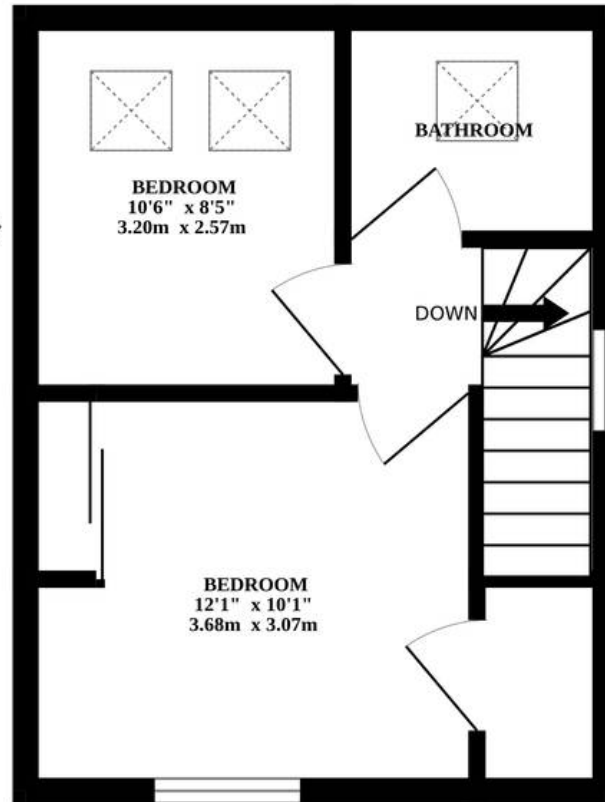 BATHROOM
BEDROOM
10'6" x 8'5"
3.20m x 2.57m
DOWN
BEDROOM
12'1" x 10'1"
3.68m x 3.07m